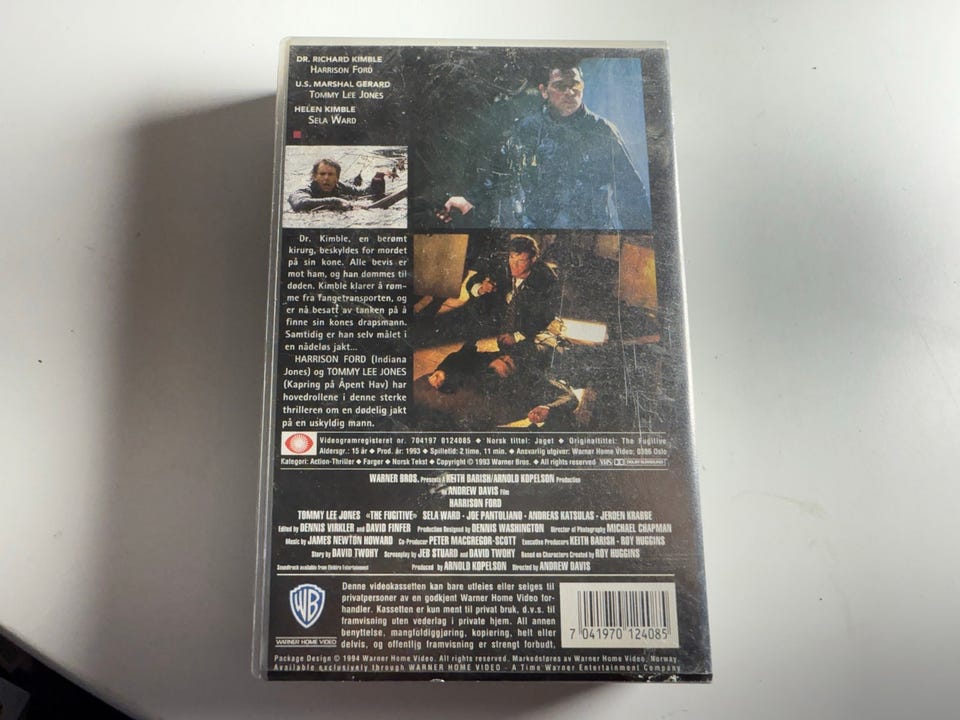 DR. RICHARD KIMBLE
HARRISON FORD
U.S. MARSHAL GERARD
TOMMY LEE JONES
HELEN KIMBLE
SELA WARD
Dr. Kimble, en berømt
kirurg, beskyldes for mordet
på sin kone. Alle bevis er
mot ham, og han dømmes til
døden. Kimble klarer å røm-
me fra fangetransporten, og
er nå besatt av tanken på å
finne sin kones drapsmann.
Samtidig er han selv målet i
en nådeløs jakt...
HARRISON FORD (Indiana
Jones) og TOMMY LEE JONES
(Kapring på Åpent Hav) har
hovedrollene i denne sterke
thrilleren om en dødelig jakt
på en uskyldig mann.
Videogramregisteret nr. 704197 0124085 ◆ Norsk tittel: Jaget ◆ Originaltittel: The Fugitive
Aldersgr.: 15 år ◆ Prod. år: 1993 ◆ Spilletid: 2 time, 11 min. ◆ Ansvarlig utgiver: Warner Home Video, 0306 Oslo
Kategori: Action-Thriller ◆ Farger ◆ Norsk Tekst ◆ Copyright © 1993 Warner Bros. ◆ All rights reserved VHS DOLBY SURROUND
WARNER BROS. Presents A KEITH BARISH/ARNOLD KOPELSON Production
An ANDREW DAVIS Film
HARRISON FORD
TOMMY LEE JONES «THE FUGITIVE» SELA WARD · JOE PANTOLIANO · ANDREAS KATSULAS · JEROEN KRABBE
Edited by DENNIS VIRKLER and DAVID FINFER Production Designed by DENNIS WASHINGTON Director of Photography MICHAEL CHAPMAN
Music by JAMES NEWTON HOWARD Co-Producer PETER MACGREGOR-SCOTT Executive Producers KEITH BARISH · ROY HUGGINS
Story by DAVID TWOHY Screenplay by JEB STUARD and DAVID TWOHY Based on Characters Created by ROY HUGGINS
Soundtrack available from Elektra Entertainment Produced by ARNOLD KOPELSON Directed by ANDREW DAVIS
WB
WARNER HOME VIDEO
Denne videokassetten kan bare utleies eller selges til
privatpersoner av en godkjent Warner Home Video for-
handler. Kassetten er kun ment til privat bruk, d.v.s. til
framvisning uten vederlag i private hjem. All annen
benyttelse, mangfoldiggjøring, kopiering, helt eller
delvis, og offentlig framvisning er strengt forbudt.
7 041970 124085
Package Design © 1994 Warner Home Video. All rights reserved. Markedsføres av Warner Home Video, Norway
Available exclusively through WARNER HOME VIDEO - A Time Warner Entertainment Company